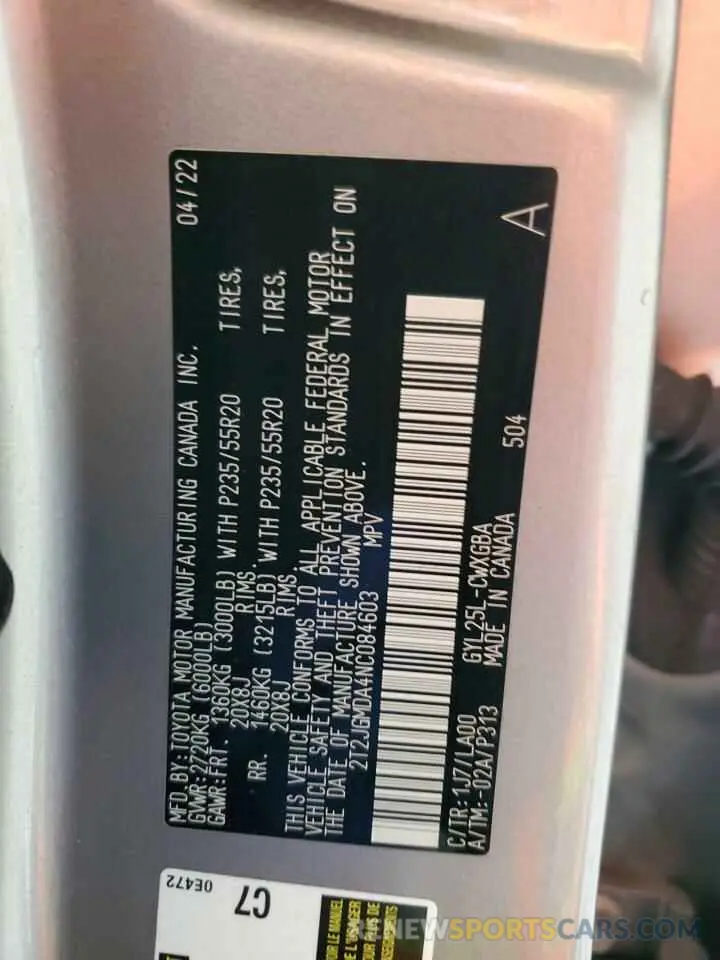 MFD.BY:TOYOTA MOTOR MANUFACTURING CANADA INC. 04/22
GVWR:2720KG (6000LB)
GAWR:FRT. 1360KG (3000LB) WITH P235/55R20 TIRES,
20X8J RIMS.
RR. 1460KG (3215LB) WITH P235/55R20 TIRES,
20X8J RIMS.
THIS VEHICLE CONFORMS TO ALL APPLICABLE FEDERAL MOTOR
VEHICLE SAFETY AND THEFT PREVENTION STANDARDS IN EFFECT ON
THE DATE OF MANUFACTURE SHOWN ABOVE.
2T2JGMDA4NC084603 MPV
C/TR:1J7/LA00 GYL25L-CWXGBA 504 A
A/TM:-02A/P313 MADE IN CANADA
0E472
C7
RENEWSPORTSCARS.COM